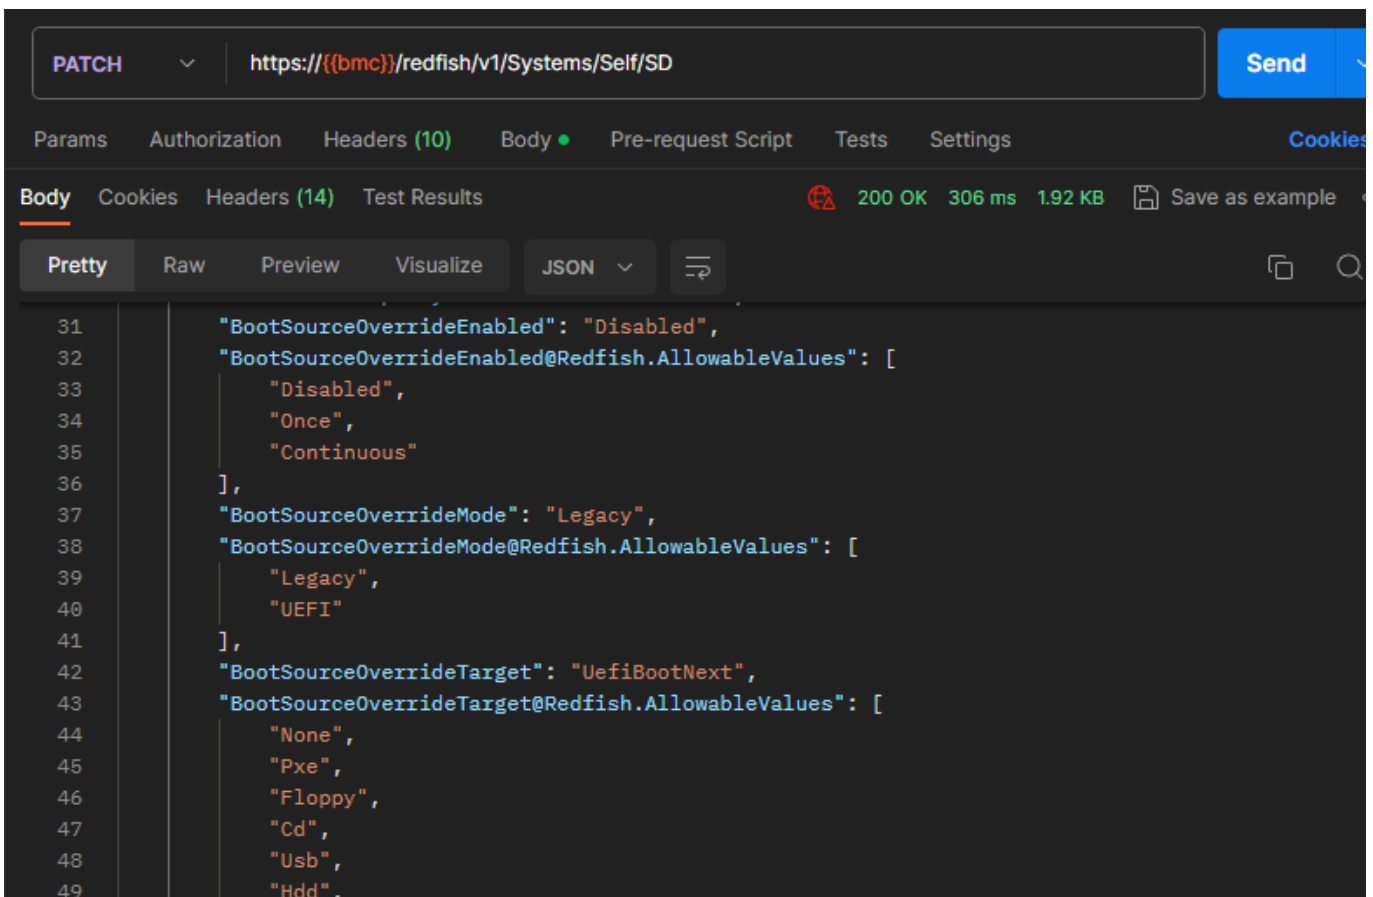 PATCH https://{{bmc}}/redfish/v1/Systems/Self/SD Send
Params Authorization Headers (10) Body Pre-request Script Tests Settings Cookies
Body Cookies Headers (14) Test Results 200 OK 306 ms 1.92 KB Save as example
Pretty Raw Preview Visualize JSON
31 "BootSourceOverrideEnabled": "Disabled",
32 "BootSourceOverrideEnabled@Redfish.AllowableValues": [
33 "Disabled",
34 "Once",
35 "Continuous"
36 ],
37 "BootSourceOverrideMode": "Legacy",
38 "BootSourceOverrideMode@Redfish.AllowableValues": [
39 "Legacy",
40 "UEFI"
41 ],
42 "BootSourceOverrideTarget": "UefiBootNext",
43 "BootSourceOverrideTarget@Redfish.AllowableValues": [
44 "None",
45 "Pxe",
46 "Floppy",
47 "Cd",
48 "Usb",
49 "Hdd",